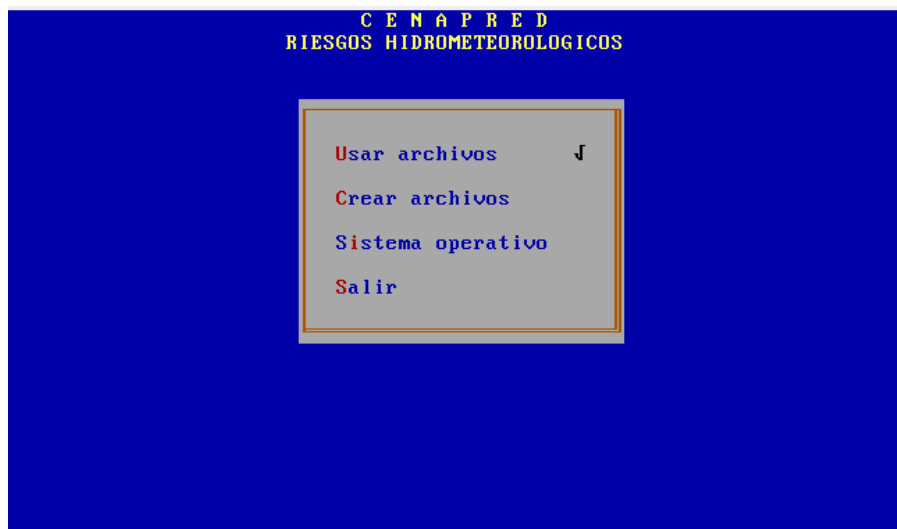 C E N A P R E D
RIESGOS HIDROMETEOROLOGICOS
Usar archivos √
Crear archivos
Sistema operativo
Salir